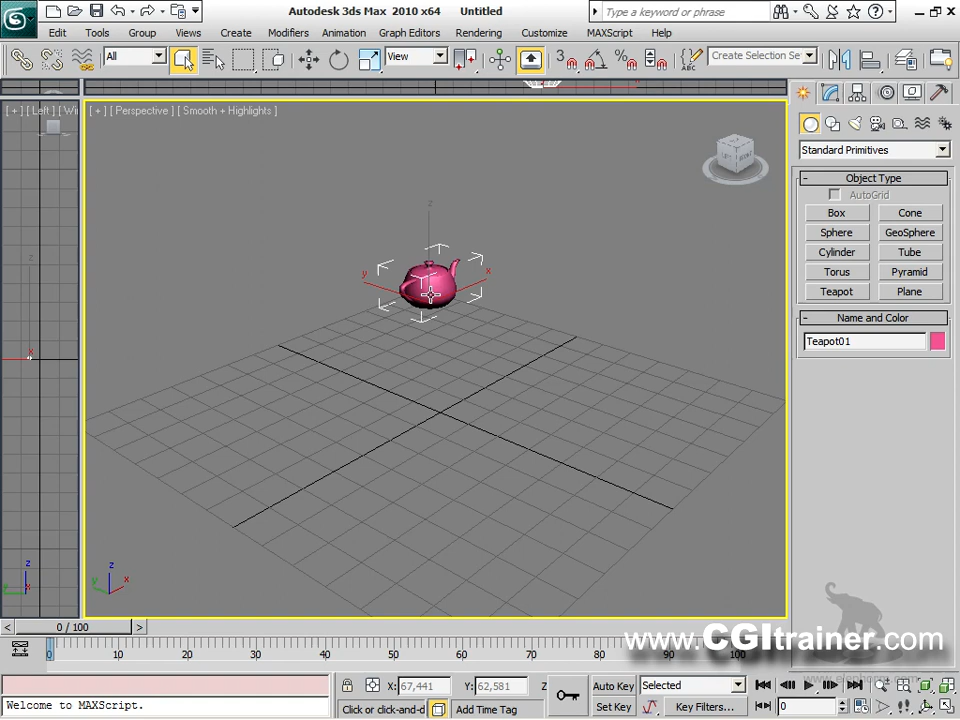 Autodesk 3ds Max 2010 x64 Untitled
Type a keyword or phrase
Edit Tools Group Views Create Modifiers Animation Graph Editors Rendering Customize MAXScript Help
All View 3 ABC Create Selection Se
[ + ] [ Left ] [ Wi
[ + ] [ Perspective ] [ Smooth + Highlights ]
Standard Primitives
- Object Type
AutoGrid
Box Cone
Sphere GeoSphere
Cylinder Tube
Torus Pyramid
Teapot Plane
- Name and Color
Teapot01
z
y x
z
x
z
y x
z
y x
< 0 / 100 >
0 10 20 30 40 50 60 70 80 90 100
www.CGItrainer.com
X: 67,441 Y: 62,581 Z
Auto Key Selected
Welcome to MAXScript.
Click or click-and-d Add Time Tag Set Key Key Filters... 0